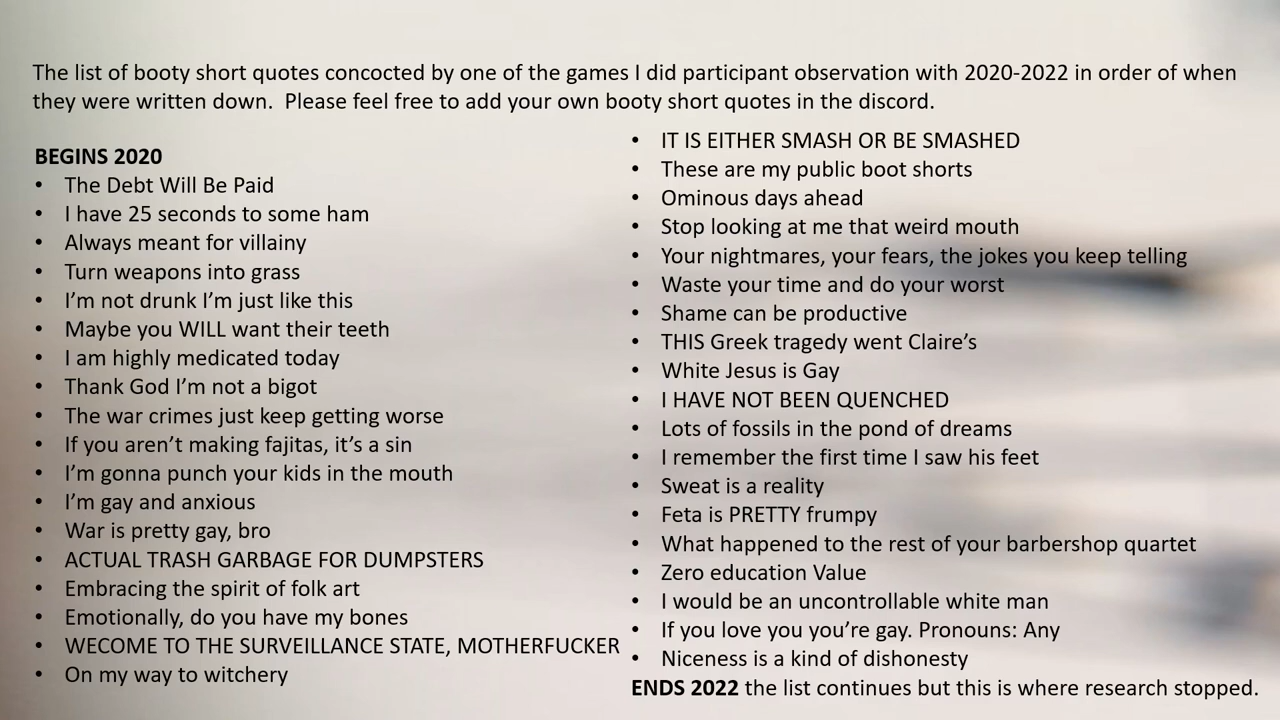 The list of booty short quotes concocted by one of the games I did participant observation with 2020-2022 in order of when
they were written down.  Please feel free to add your own booty short quotes in the discord.
BEGINS 2020
• The Debt Will Be Paid
• I have 25 seconds to some ham
• Always meant for villainy
• Turn weapons into grass
• I'm not drunk I'm just like this
• Maybe you WILL want their teeth
• I am highly medicated today
• Thank God I'm not a bigot
• The war crimes just keep getting worse
• If you aren't making fajitas, it's a sin
• I'm gonna punch your kids in the mouth
• I'm gay and anxious
• War is pretty gay, bro
• ACTUAL TRASH GARBAGE FOR DUMPSTERS
• Embracing the spirit of folk art
• Emotionally, do you have my bones
• WECOME TO THE SURVEILLANCE STATE, MOTHERFUCKER
• On my way to witchery
• IT IS EITHER SMASH OR BE SMASHED
• These are my public boot shorts
• Ominous days ahead
• Stop looking at me that weird mouth
• Your nightmares, your fears, the jokes you keep telling
• Waste your time and do your worst
• Shame can be productive
• THIS Greek tragedy went Claire's
• White Jesus is Gay
• I HAVE NOT BEEN QUENCHED
• Lots of fossils in the pond of dreams
• I remember the first time I saw his feet
• Sweat is a reality
• Feta is PRETTY frumpy
• What happened to the rest of your barbershop quartet
• Zero education Value
• I would be an uncontrollable white man
• If you love you you're gay. Pronouns: Any
• Niceness is a kind of dishonesty
ENDS 2022 the list continues but this is where research stopped.